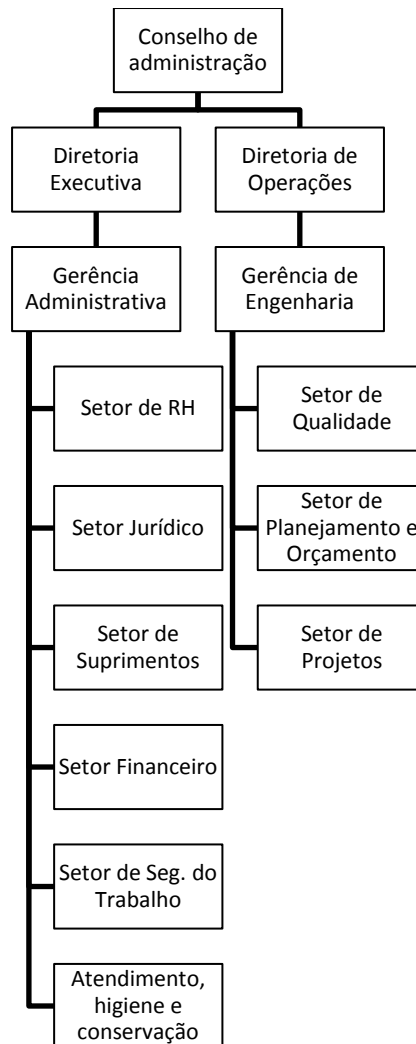 Conselho de
administração
Diretoria
Executiva
Diretoria de
Operações
Gerência
Administrativa
Gerência de
Engenharia
Setor de RH
Setor de
Qualidade
Setor Jurídico
Setor de
Planejamento e
Orçamento
Setor de
Suprimentos
Setor de
Projetos
Setor Financeiro
Setor de Seg. do
Trabalho
Atendimento,
higiene e
conservação